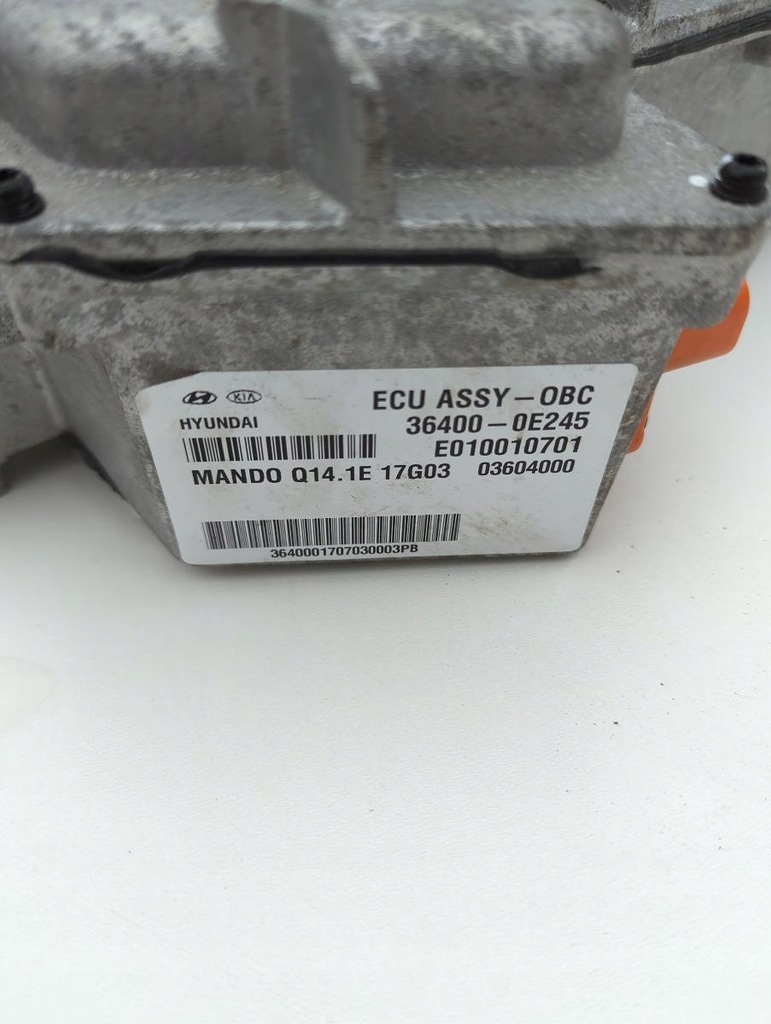 KIA
ECU ASSY-OBC
HYUNDAI
36400-0E245
E010010701
MANDO Q14.1E 17G03 03604000
3640001707030003PB